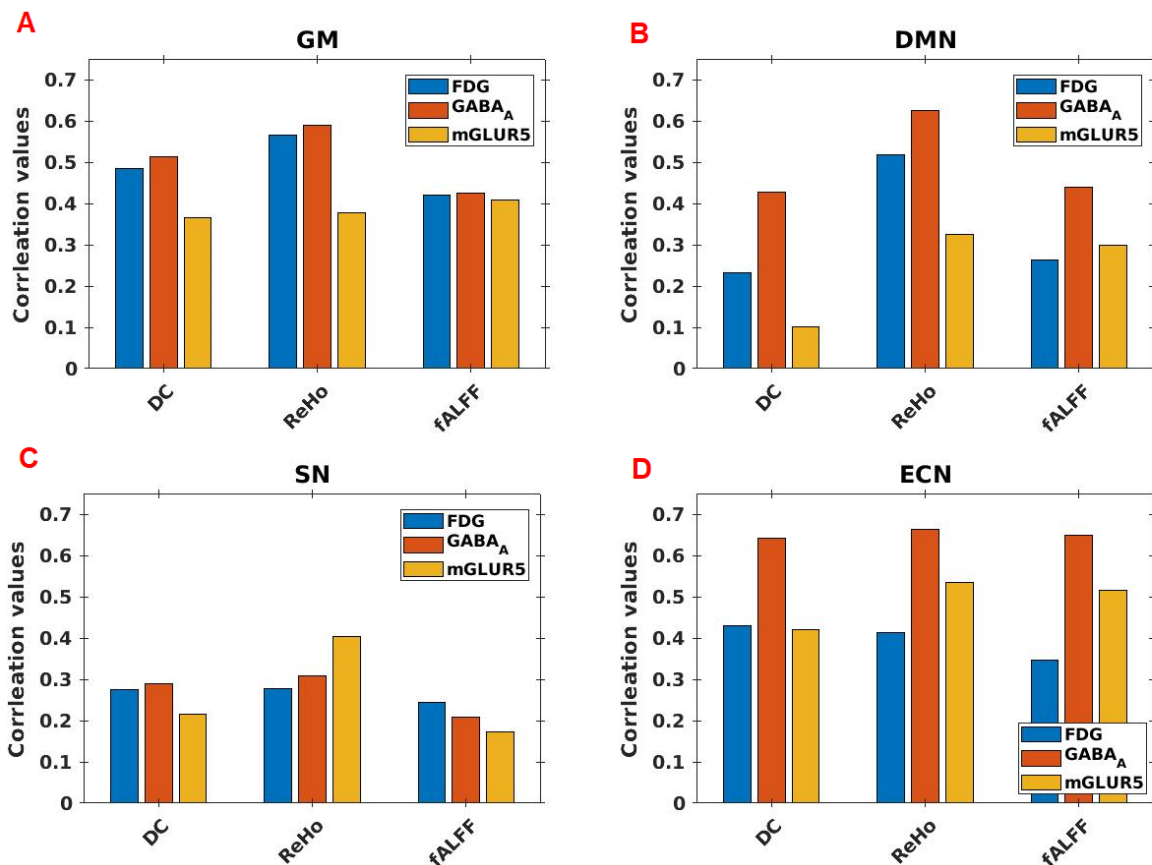 A
GM
Corrleation values
0.7
0.6
0.5
0.4
0.3
0.2
0.1
0
FDG
GABA_A
mGLUR5
DC
ReHo
fALFF
B
DMN
Corrleation values
0.7
0.6
0.5
0.4
0.3
0.2
0.1
0
FDG
GABA_A
mGLUR5
DC
ReHo
fALFF
C
SN
Corrleation values
0.7
0.6
0.5
0.4
0.3
0.2
0.1
0
FDG
GABA_A
mGLUR5
DC
ReHo
fALFF
D
ECN
Corrleation values
0.7
0.6
0.5
0.4
0.3
0.2
0.1
0
FDG
GABA_A
mGLUR5
DC
ReHo
fALFF